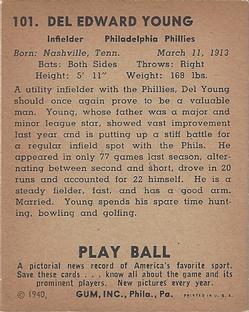 101. DEL EDWARD YOUNG
Infielder Philadelphia Phillies
Born: Nashville, Tenn. March 11, 1913
Bats: Both Sides Throws: Right
Height: 5' 11" Weight: 168 lbs.
A utility infielder with the Phillies, Del Young
should once again prove to be a valuable
man. Young, whose father was a major and
minor league star, showed vast improvement
last year and is putting up a stiff battle for
a regular infield spot with the Phils. He
appeared in only 77 games last season, alter-
nating between second and short, drove in 20
runs and accounted for 22 himself. He is a
steady fielder, fast, and has a good arm.
Married. Young spends his spare time hunt-
ing, bowling and golfing.
PLAY BALL
A pictorial news record of America's favorite sport.
Save these cards . . . know all about the game and its
prominent players. New pictures every year.
© 1940, GUM, INC., Phila., Pa. PRINTED IN U. S. A.